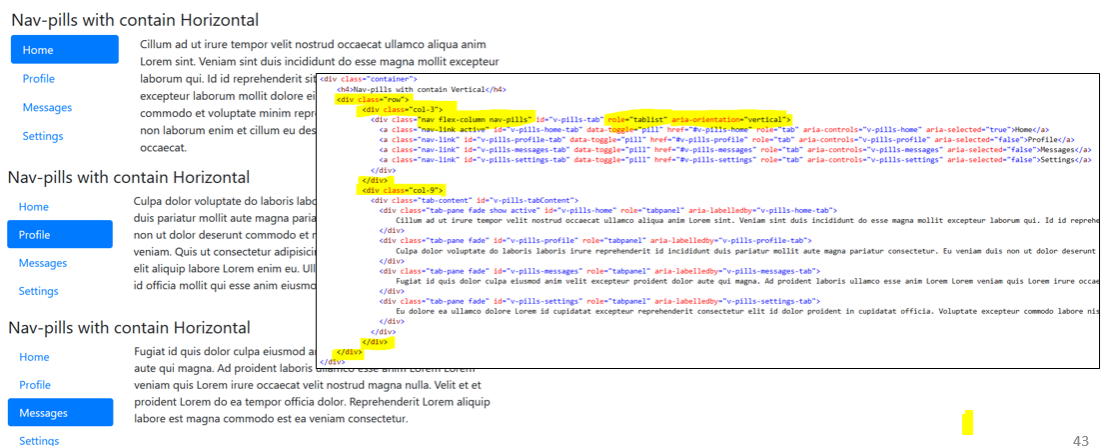 Nav-pills with contain Horizontal
Home
Profile
Messages
Settings
Cillum ad ut irure tempor velit nostrud occaecat ullamco aliqua anim
Lorem sint. Veniam sint duis incididunt do esse magna mollit excepteur
laborum qui. Id id reprehenderit sit
excepteur laborum mollit dolore ei
commodo et voluptate minim repr
non laborum enim et cillum eu des
occaecat.
Nav-pills with contain Horizontal
Home
Profile
Messages
Settings
Culpa dolor voluptate do laboris labo
duis pariatur mollit aute magna paria
non ut dolor deserunt commodo et n
veniam. Quis ut consectetur adipisicin
elit aliquip labore Lorem enim eu. Ull
id officia mollit qui esse anim eiusmo
Nav-pills with contain Horizontal
Home
Profile
Messages
Settings
Fugiat id quis dolor culpa eiusmod an
aute qui magna. Ad proident laboris ullamco esse anim Lorem Lorem
veniam quis Lorem irure occaecat velit nostrud magna nulla. Velit et et
proident Lorem do ea tempor officia dolor. Reprehenderit Lorem aliquip
labore est magna commodo est ea veniam consectetur.
<div class="container">
<h4>Nav-pills with contain Vertical</h4>
<div class="row">
<div class="col-3">
<div class="nav flex-column nav-pills" id="v-pills-tab" role="tablist" aria-orientation="vertical">
<a class="nav-link active" id="v-pills-home-tab" data-toggle="pill" href="#v-pills-home" role="tab" aria-controls="v-pills-home" aria-selected="true">Home</a>
<a class="nav-link" id="v-pills-profile-tab" data-toggle="pill" href="#v-pills-profile" role="tab" aria-controls="v-pills-profile" aria-selected="false">Profile</a>
<a class="nav-link" id="v-pills-messages-tab" data-toggle="pill" href="#v-pills-messages" role="tab" aria-controls="v-pills-messages" aria-selected="false">Messages</a>
<a class="nav-link" id="v-pills-settings-tab" data-toggle="pill" href="#v-pills-settings" role="tab" aria-controls="v-pills-settings" aria-selected="false">Settings</a>
</div>
</div>
<div class="col-9">
<div class="tab-content" id="v-pills-tabContent">
<div class="tab-pane fade show active" id="v-pills-home" role="tabpanel" aria-labelledby="v-pills-home-tab">
Cillum ad ut irure tempor velit nostrud occaecat ullamco aliqua anim Lorem sint. Veniam sint duis incididunt do esse magna mollit excepteur laborum qui. Id id reprehe
</div>
<div class="tab-pane fade" id="v-pills-profile" role="tabpanel" aria-labelledby="v-pills-profile-tab">
Culpa dolor voluptate do laboris laboris irure reprehenderit id incididunt duis pariatur mollit aute magna pariatur consectetur. Eu veniam duis non ut dolor deserunt
</div>
<div class="tab-pane fade" id="v-pills-messages" role="tabpanel" aria-labelledby="v-pills-messages-tab">
Fugiat id quis dolor culpa eiusmod anim velit excepteur proident dolor aute qui magna. Ad proident laboris ullamco esse anim Lorem Lorem veniam quis Lorem irure occae
</div>
<div class="tab-pane fade" id="v-pills-settings" role="tabpanel" aria-labelledby="v-pills-settings-tab">
Eu dolore ea ullamco dolore Lorem id cupidatat excepteur reprehenderit consectetur elit id dolor proident in cupidatat officia. Voluptate excepteur commodo labore nis
</div>
</div>
</div>
</div>
</div>
43